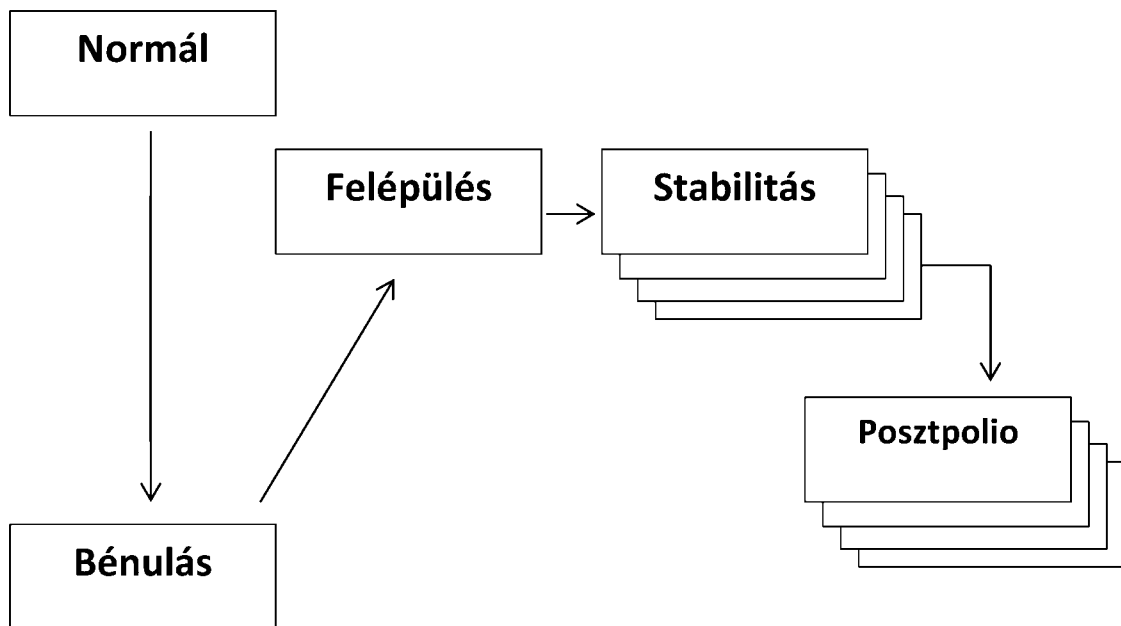 Normál
Felépülés
Stabilitás
Posztpolio
Bénulás